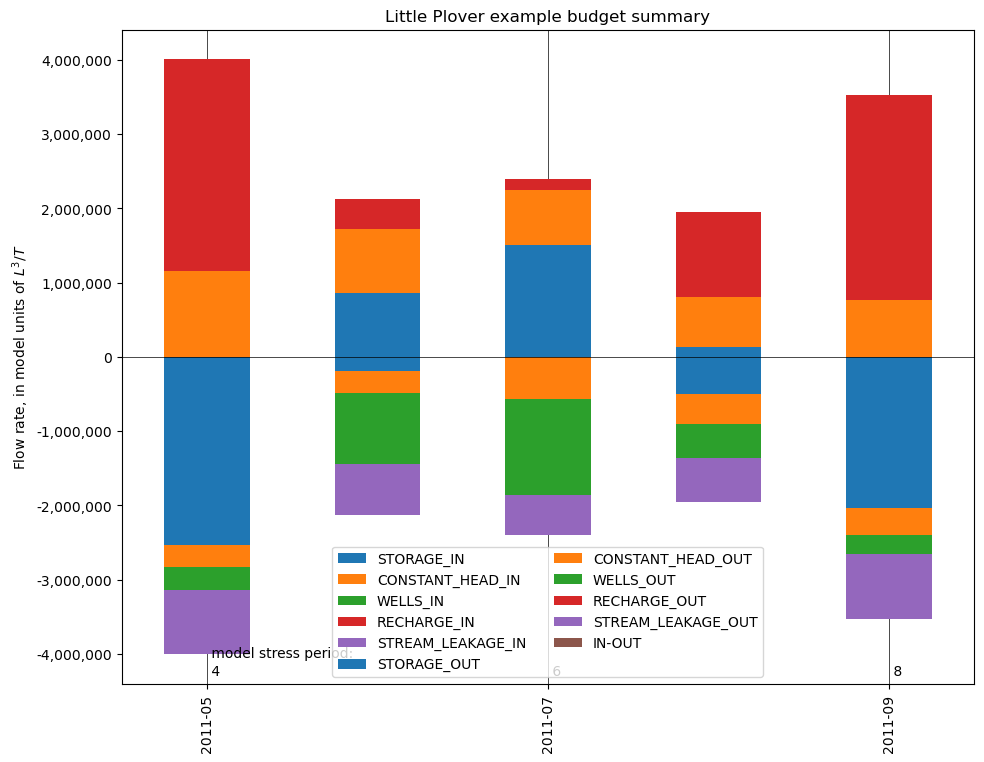 Little Plover example budget summary
Flow rate, in model units of L³/T
4,000,000
3,000,000
2,000,000
1,000,000
0
-1,000,000
-2,000,000
-3,000,000
-4,000,000
STORAGE_IN
CONSTANT_HEAD_IN
WELLS_IN
RECHARGE_IN
STREAM_LEAKAGE_IN
STORAGE_OUT
CONSTANT_HEAD_OUT
WELLS_OUT
RECHARGE_OUT
STREAM_LEAKAGE_OUT
IN-OUT
model stress period:
4
6
8
2011-05
2011-07
2011-09